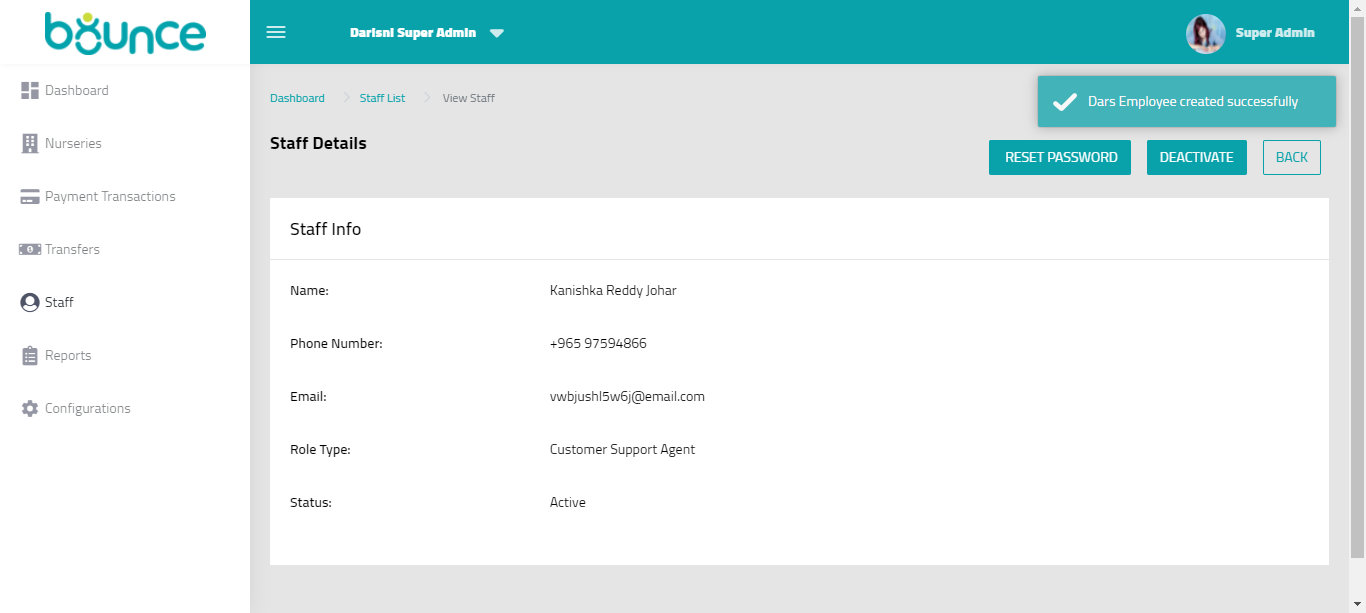 bounce
Darisni Super Admin
Super Admin
Dashboard
Nurseries
Payment Transactions
Transfers
Staff
Reports
Configurations
Dashboard
Staff List
View Staff
Dars Employee created successfully
Staff Details
RESET PASSWORD
DEACTIVATE
BACK
Staff Info
Name: Kanishka Reddy Johar
Phone Number: +965 97594866
Email: vwbjushl5w6j@email.com
Role Type: Customer Support Agent
Status: Active